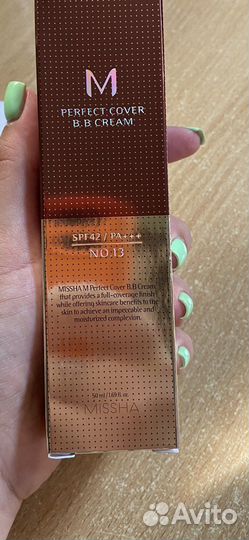 M
PERFECT COVER
B.B CREAM
SPF42 / PA+++
NO.13
MISSHA M Perfect Cover B.B Cream
that provides a full-coverage finish
while offering skincare benefits to the
skin to achieve an impeccable and
moisturized complexion.
50 ml / 1.69 fl. oz.
MISSHA
Avito